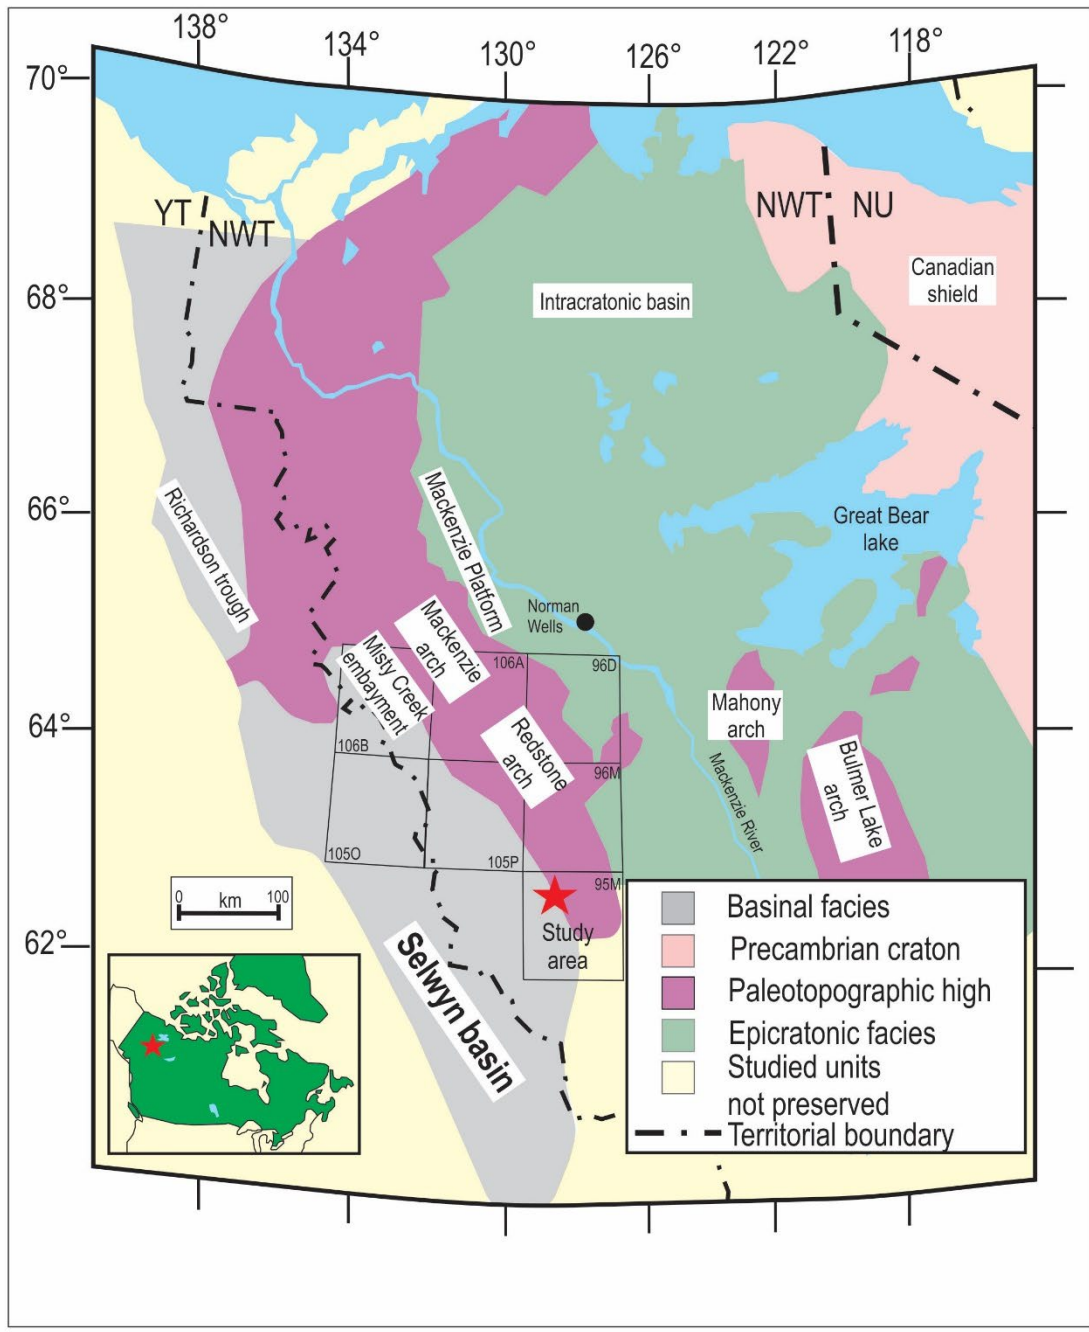 138°
134°
130°
126°
122°
118°
70°
68°
66°
64°
62°
YT
NWT
NWT
NU
Canadian
shield
Intracratonic basin
Great Bear
lake
Richardson trough
Mackenzie Platform
Norman
Wells
Mackenzie
arch
Misty Creek
embayment
106A
96D
106B
Redstone
arch
96M
Mahony
arch
Mackenzie River
Bulmer Lake
arch
105O
105P
95M
Study
area
Selwyn basin
0
km
100
Basinal facies
Precambrian craton
Paleotopographic high
Epicratonic facies
Studied units
not preserved
Territorial boundary